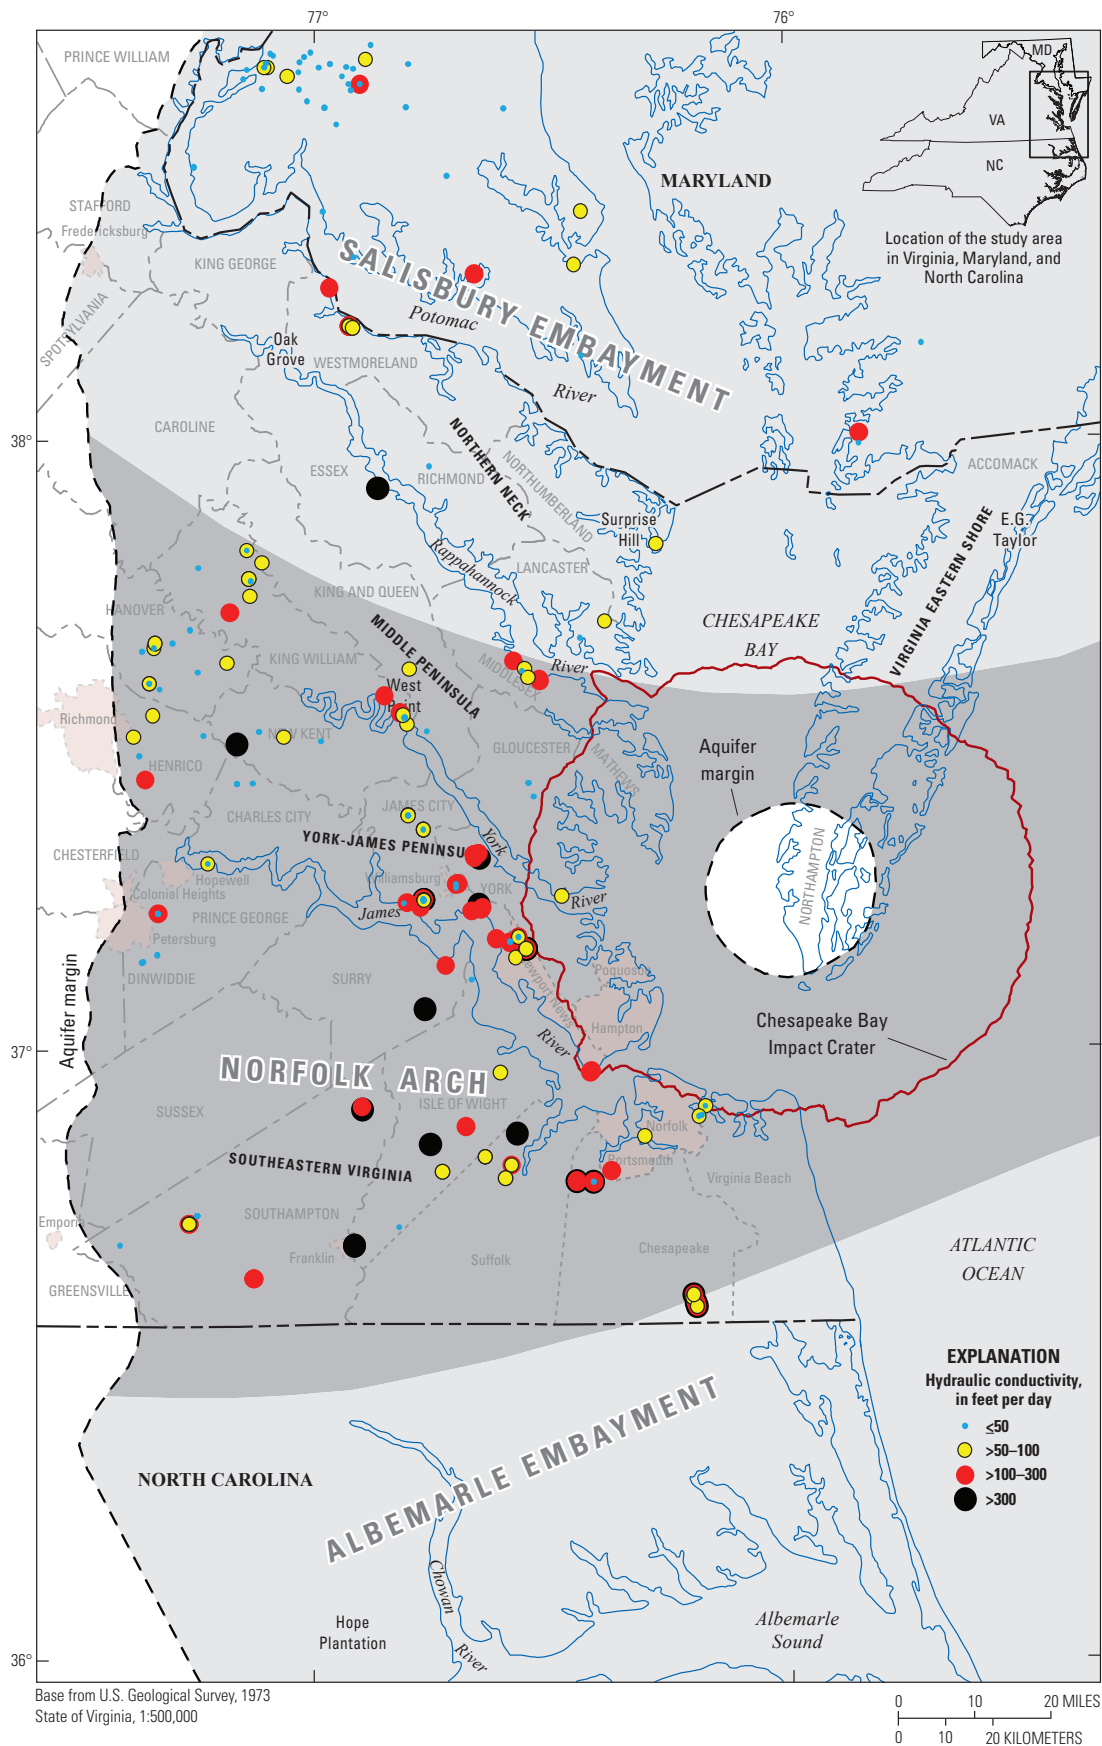 77°
76°
PRINCE WILLIAM
MD
VA
NC
MARYLAND
STAFFORD
Fredericksburg
Location of the study area
in Virginia, Maryland, and
North Carolina
KING GEORGE
SALISBURY EMBAYMENT
SPOTSYLVANIA
Potomac
River
Oak
Grove
WESTMORELAND
38°
CAROLINE
NORTHERN NECK
ESSEX
RICHMOND
NORTHUMBERLAND
ACCOMACK
Surprise
Hill
E.G.
Taylor
VIRGINIA EASTERN SHORE
Rappahannock
River
LANCASTER
KING AND QUEEN
HANOVER
CHESAPEAKE
BAY
MIDDLE PENINSULA
KING WILLIAM
MIDDLESEX
West
Point
Richmond
NEW KENT
GLOUCESTER
MATHEWS
Aquifer
margin
HENRICO
JAMES CITY
CHARLES CITY
YORK-JAMES PENINSU
York
River
CHESTERFIELD
NORTHAMPTON
Hopewell
Colonial Heights
Williamsburg
YORK
James
River
PRINCE GEORGE
Petersburg
DINWIDDIE
SURRY
Poquoson
Newport News
Hampton
Aquifer margin
Chesapeake Bay
Impact Crater
37°
NORFOLK ARCH
SUSSEX
ISLE OF WIGHT
Norfolk
Portsmouth
SOUTHEASTERN VIRGINIA
Virginia Beach
SOUTHAMPTON
Emporia
Franklin
Suffolk
Chesapeake
ATLANTIC
OCEAN
GREENSVILLE
EXPLANATION
Hydraulic conductivity,
in feet per day
≤50
>50–100
>100–300
>300
ALBEMARLE EMBAYMENT
NORTH CAROLINA
Chowan
River
Hope
Plantation
Albemarle
Sound
36°
Base from U.S. Geological Survey, 1973
State of Virginia, 1:500,000
0 10 20 MILES
0 10 20 KILOMETERS